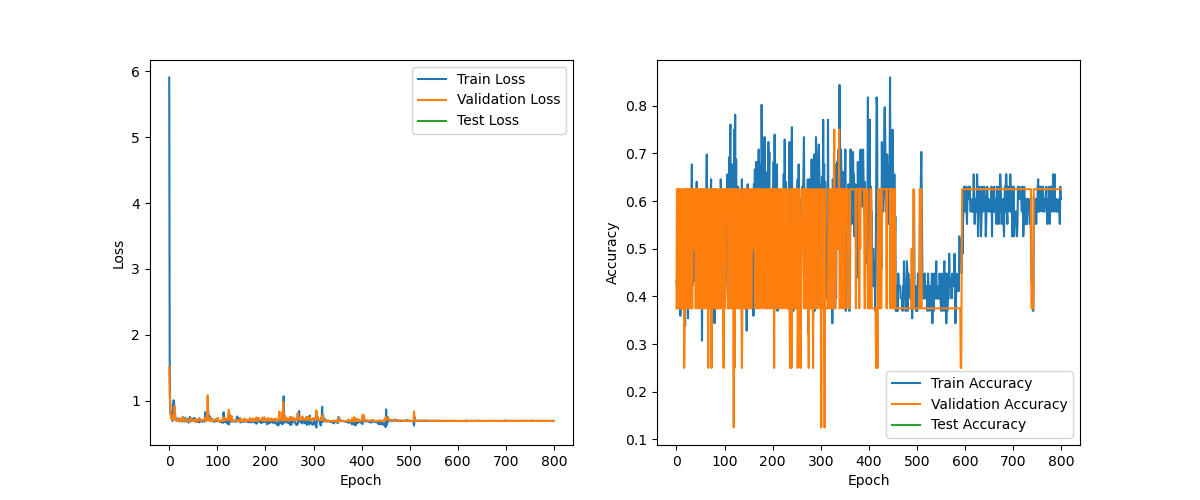 6
5
4
3
2
1
Loss
0 100 200 300 400 500 600 700 800
Epoch
Train Loss
Validation Loss
Test Loss
0.8
0.7
0.6
0.5
0.4
0.3
0.2
0.1
Accuracy
0 100 200 300 400 500 600 700 800
Epoch
Train Accuracy
Validation Accuracy
Test Accuracy